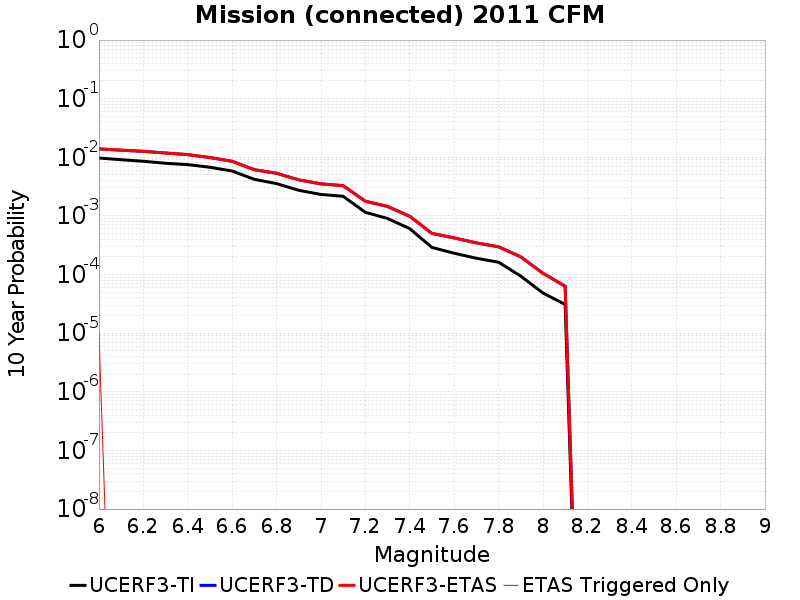 Mission (connected) 2011 CFM
10 Year Probability
10^0
10^-1
10^-2
10^-3
10^-4
10^-5
10^-6
10^-7
10^-8
6 6.2 6.4 6.6 6.8 7 7.2 7.4 7.6 7.8 8 8.2 8.4 8.6 8.8 9
Magnitude
UCERF3-TI UCERF3-TD UCERF3-ETAS ETAS Triggered Only